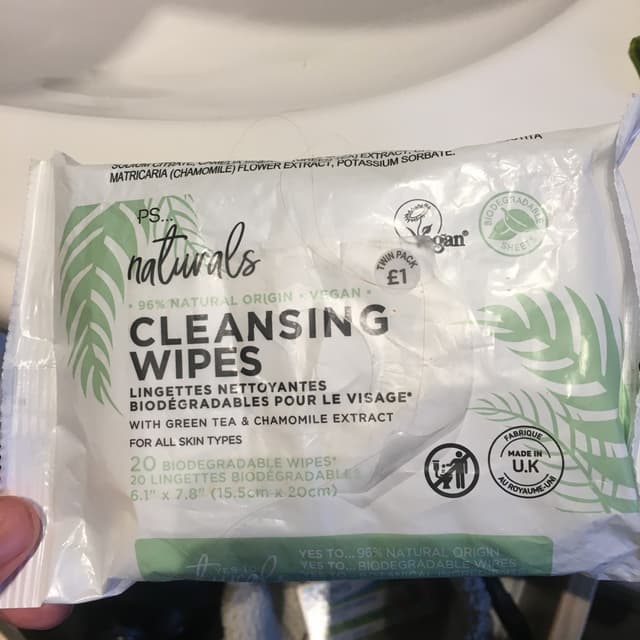 SODIUM CITRATE, EXTRACT,
MATRICARIA (CHAMOMILE) FLOWER EXTRACT, POTASSIUM SORBATE.
PS...
naturals
Vegan
BIODEGRADABLE
SHEETS
TWIN PACK
£1
• 96% NATURAL ORIGIN • VEGAN •
CLEANSING
WIPES
LINGETTES NETTOYANTES
BIODÉGRADABLES POUR LE VISAGE*
WITH GREEN TEA & CHAMOMILE EXTRACT
FOR ALL SKIN TYPES
20 BIODEGRADABLE WIPES*
20 LINGETTES BIODÉGRADABLES
6.1" x 7.8" (15.5cm x 20cm)
FABRIQUÉ
MADE IN
U.K
AU ROYAUME-UNI
YES TO... 96% NATURAL ORIGIN
YES TO... BIODEGRADABLE WIPES